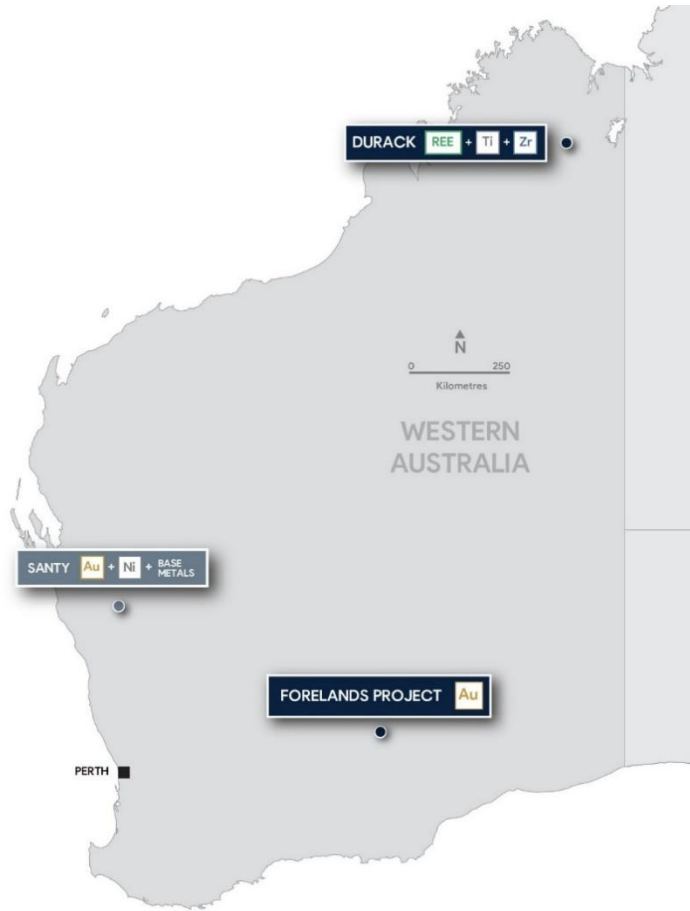 DURACK REE + Ti + Zr
N
0 250
Kilometres
WESTERN
AUSTRALIA
SANTY Au + Ni + BASE
METALS
FORELANDS PROJECT Au
PERTH